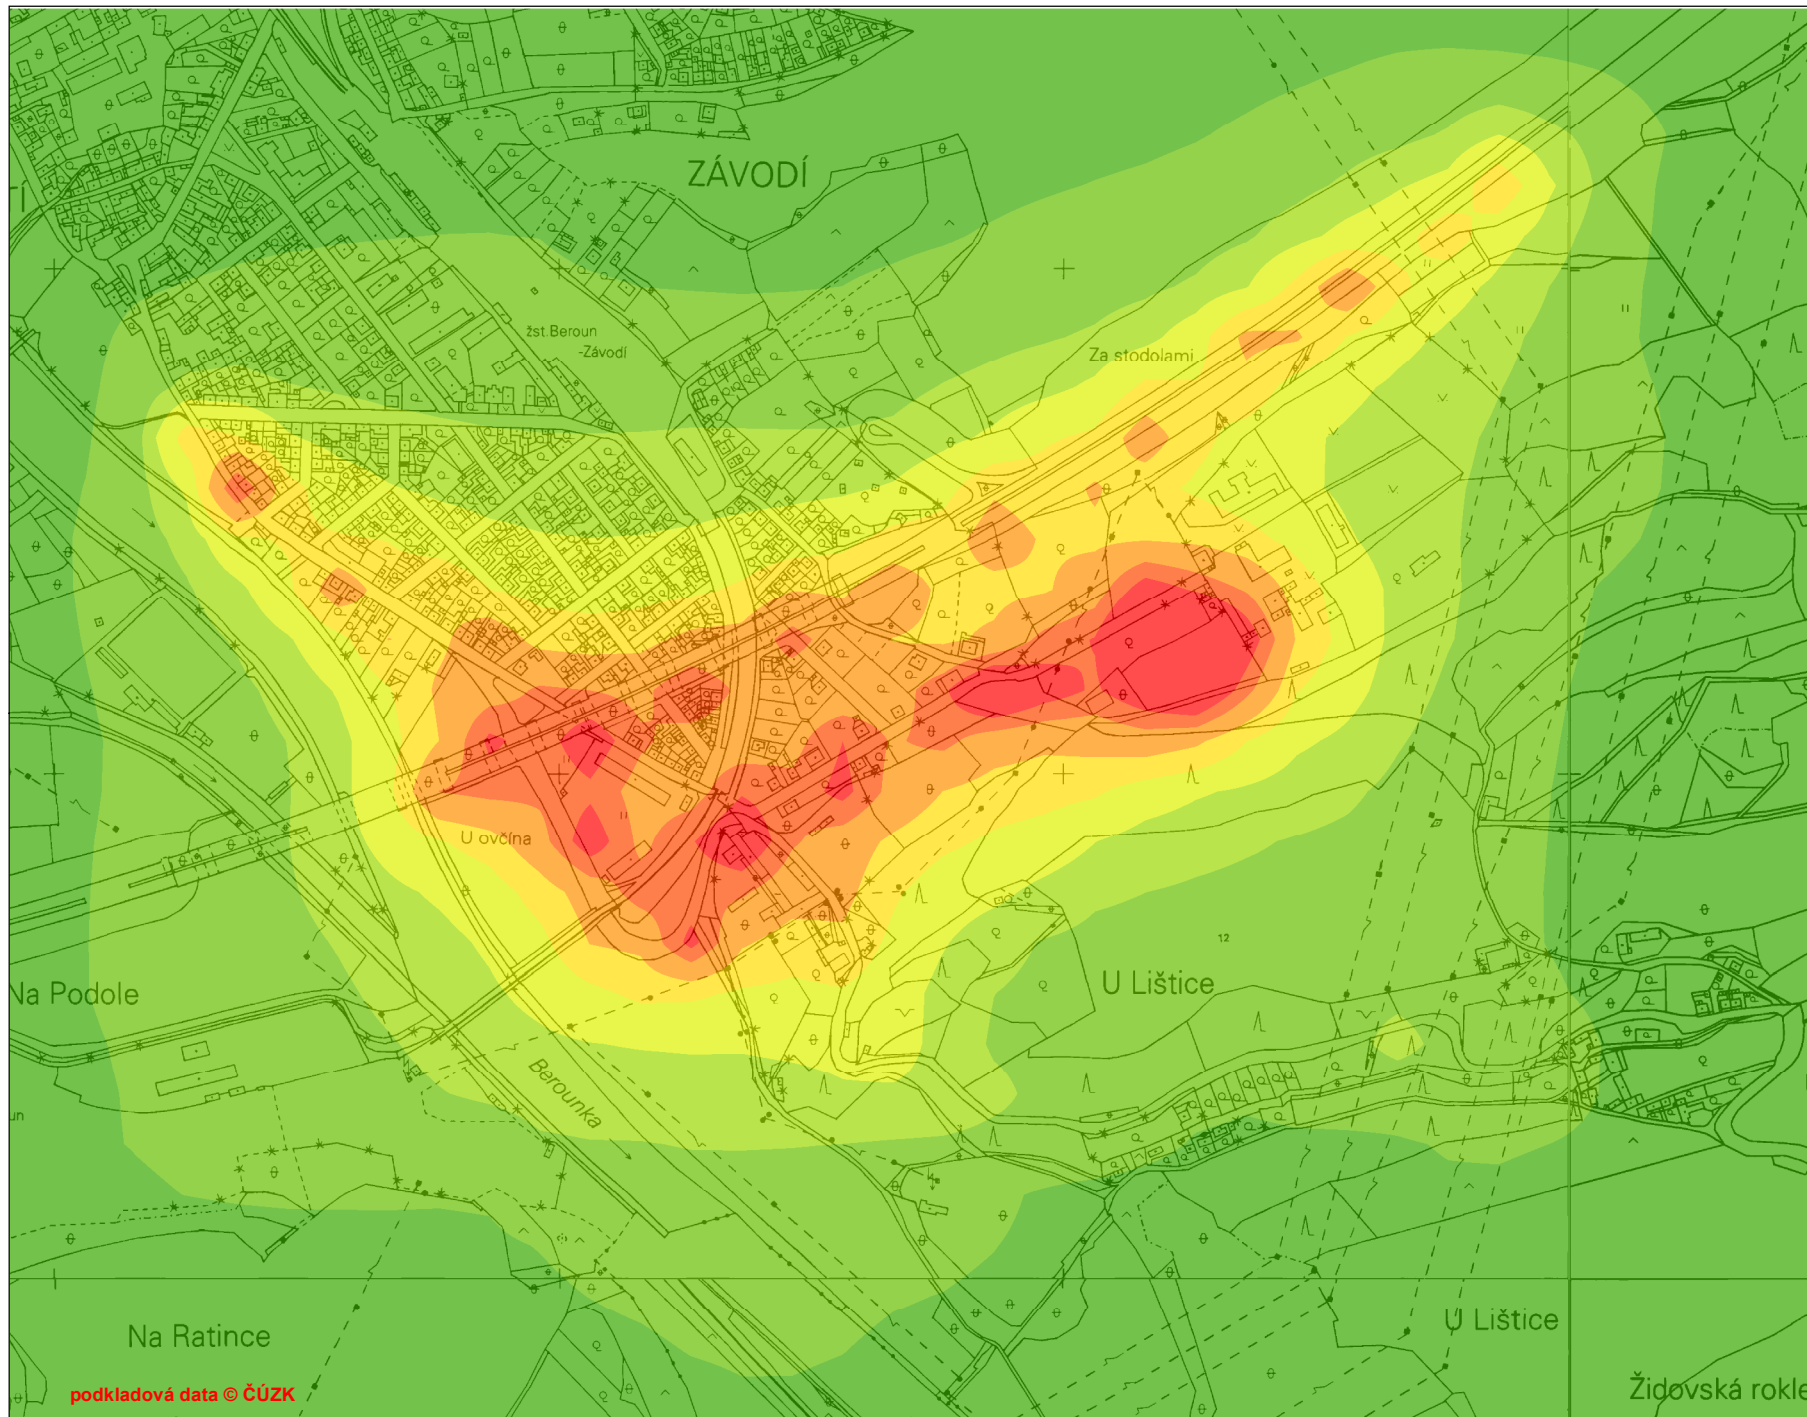 ZÁVODÍ
Í
žst.Beroun
-Závodí
Za stodolami
U ovčína
12
U Lištice
Na Podole
Berounka
un
Na Ratince
U Lištice
Židovská rokle
podkladová data © ČÚZK